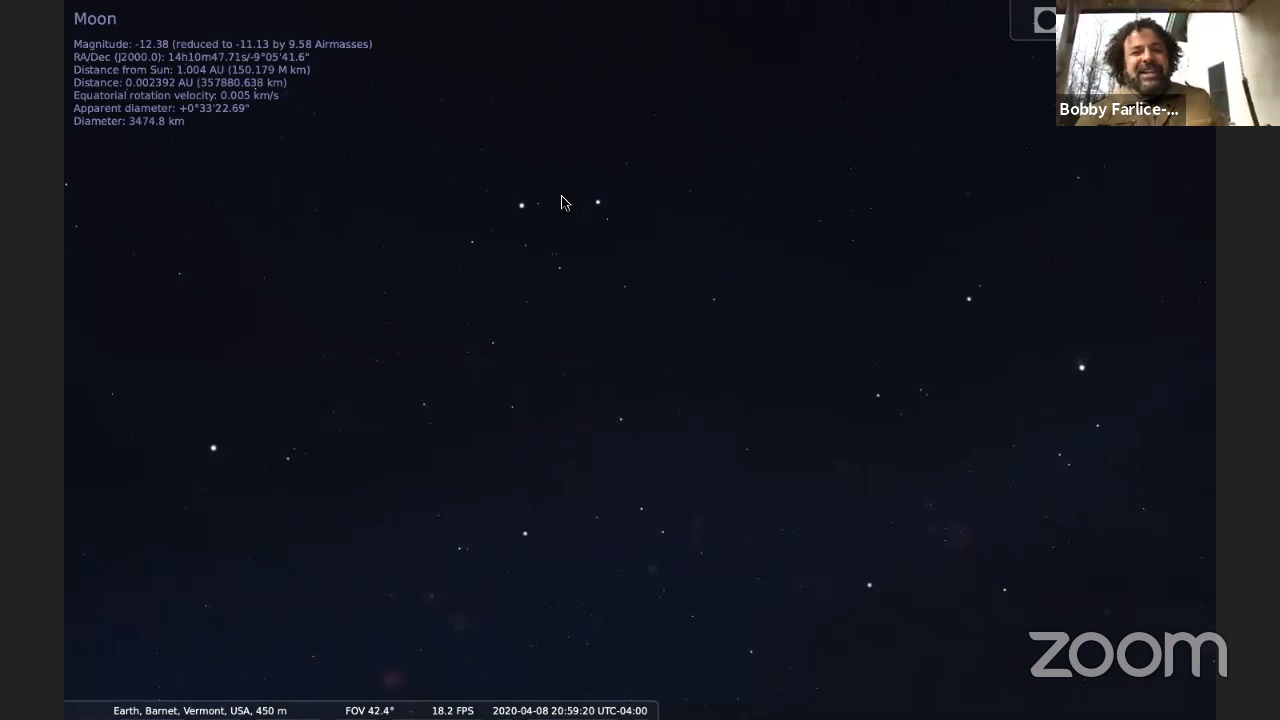 Moon
Magnitude: -12.38 (reduced to -11.13 by 9.58 Airmasses)
RA/Dec (J2000.0): 14h10m47.71s/-9°05'41.6"
Distance from Sun: 1.004 AU (150.179 M km)
Distance: 0.002392 AU (357880.638 km)
Equatorial rotation velocity: 0.005 km/s
Apparent diameter: +0°33'22.69"
Diameter: 3474.8 km
Bobby Farlice-...
zoom
Earth, Barnet, Vermont, USA, 450 m FOV 42.4° 18.2 FPS 2020-04-08 20:59:20 UTC-04:00